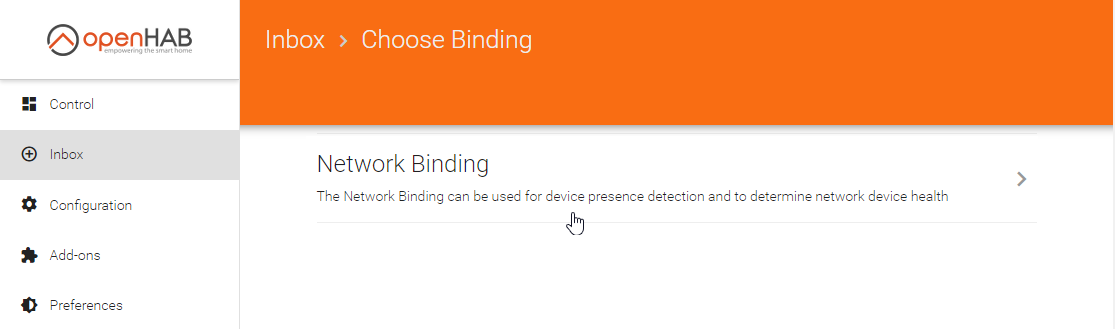 openHAB
empowering the smart home
Inbox > Choose Binding
Control
Inbox
Configuration
Add-ons
Preferences
Network Binding
The Network Binding can be used for device presence detection and to determine network device health